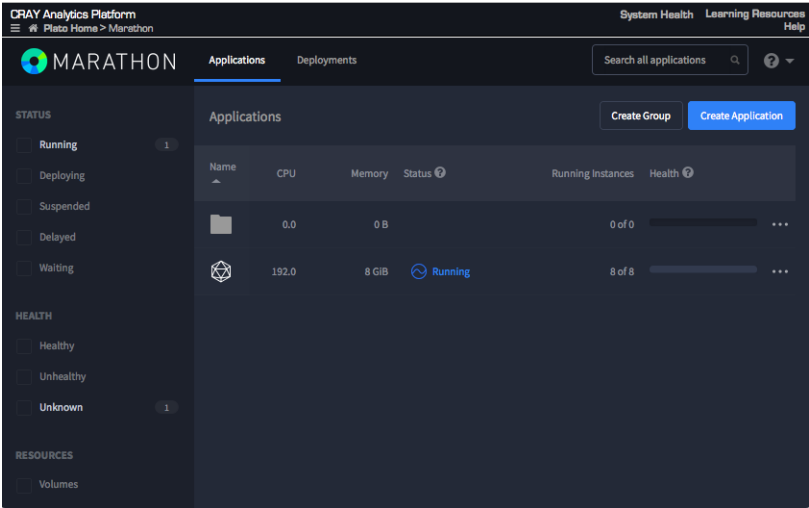 CRAY Analytics Platform
System Health Learning Resources
Plato Home > Marathon
Help
MARATHON
Applications Deployments
Search all applications
STATUS
Running 1
Deploying
Suspended
Delayed
Waiting
HEALTH
Healthy
Unhealthy
Unknown 1
RESOURCES
Volumes
Applications
Create Group Create Application
Name CPU Memory Status Running Instances Health
0.0 0 B 0 of 0
192.0 8 GiB Running 8 of 8